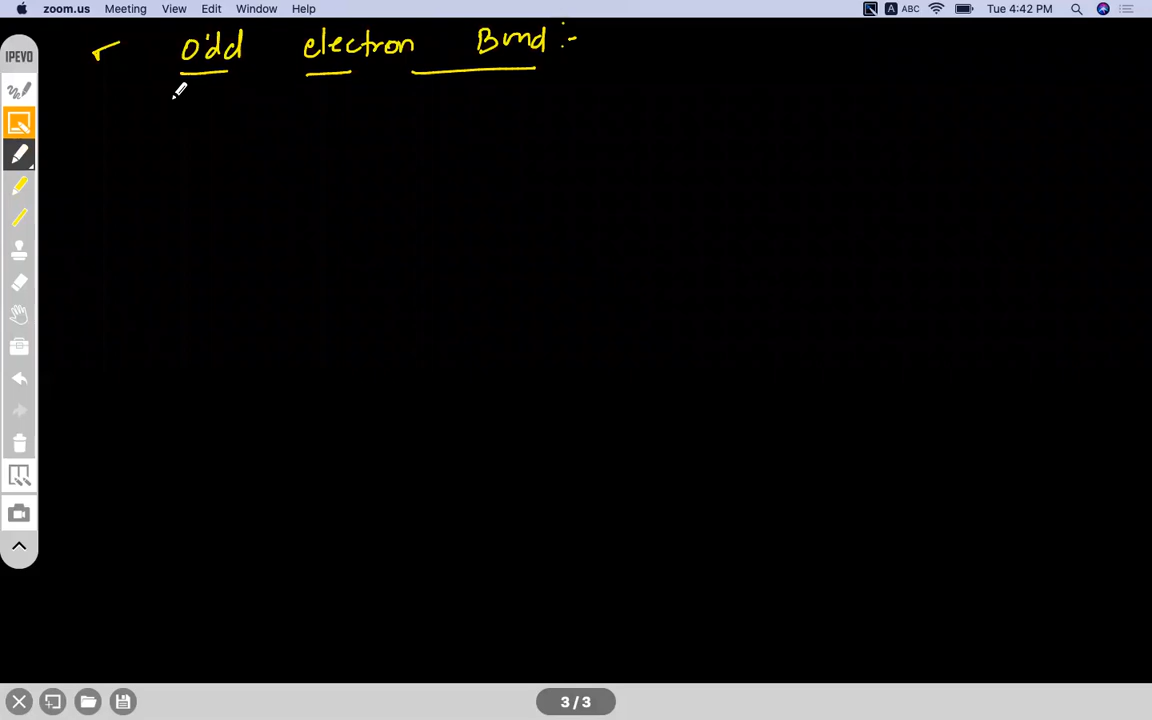 zoom.us Meeting View Edit Window Help A ABC Tue 4:42 PM
odd electron Bond :-
IPEVO
3 / 3